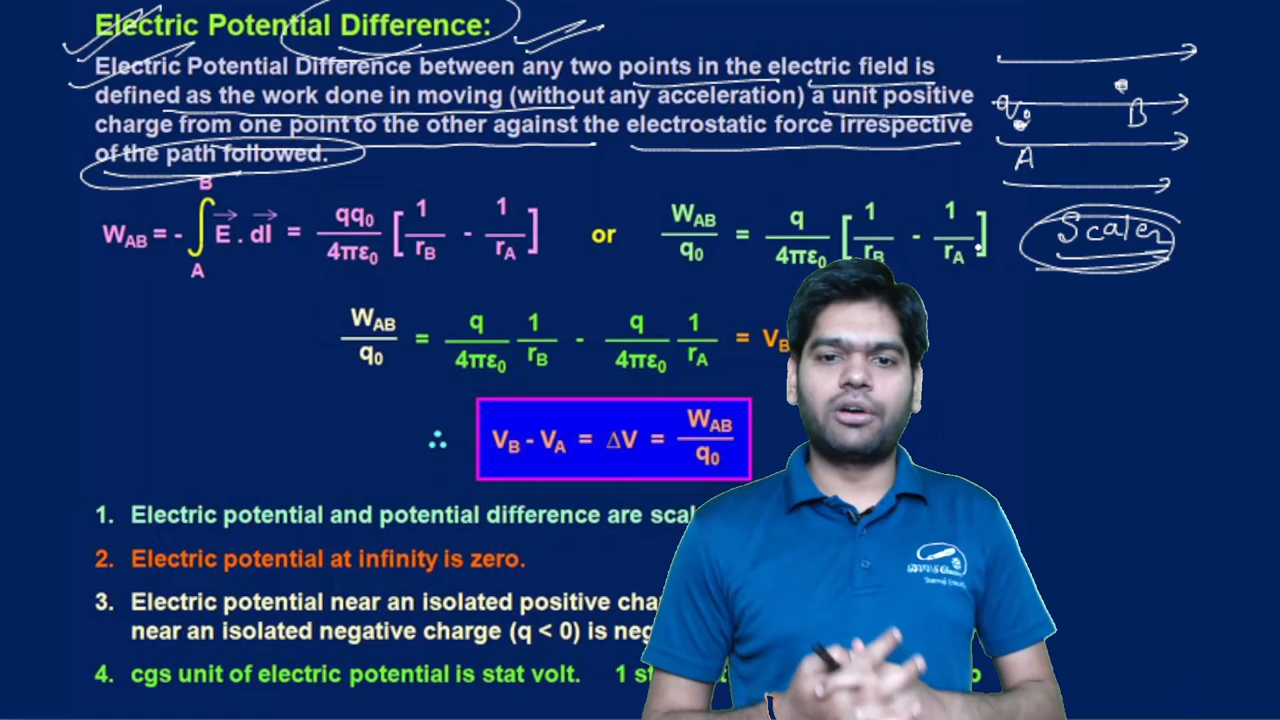 Electric Potential Difference:
Electric Potential Difference between any two points in the electric field is
defined as the work done in moving (without any acceleration) a unit positive
charge from one point to the other against the electrostatic force irrespective
of the path followed.
q₀ B
A
W_AB = - ∫_A^B E⃗ . dl⃗ = qq₀ / 4πε₀ [ 1 / r_B - 1 / r_A ] or W_AB / q₀ = q / 4πε₀ [ 1 / r_B - 1 / r_A ]
Scaler
W_AB / q₀ = q / 4πε₀ 1 / r_B - q / 4πε₀ 1 / r_A = V_B
∴ V_B - V_A = ΔV = W_AB / q₀
1. Electric potential and potential difference are scal
2. Electric potential at infinity is zero.
3. Electric potential near an isolated positive cha
near an isolated negative charge (q < 0) is neg
4. cgs unit of electric potential is stat volt. 1 st